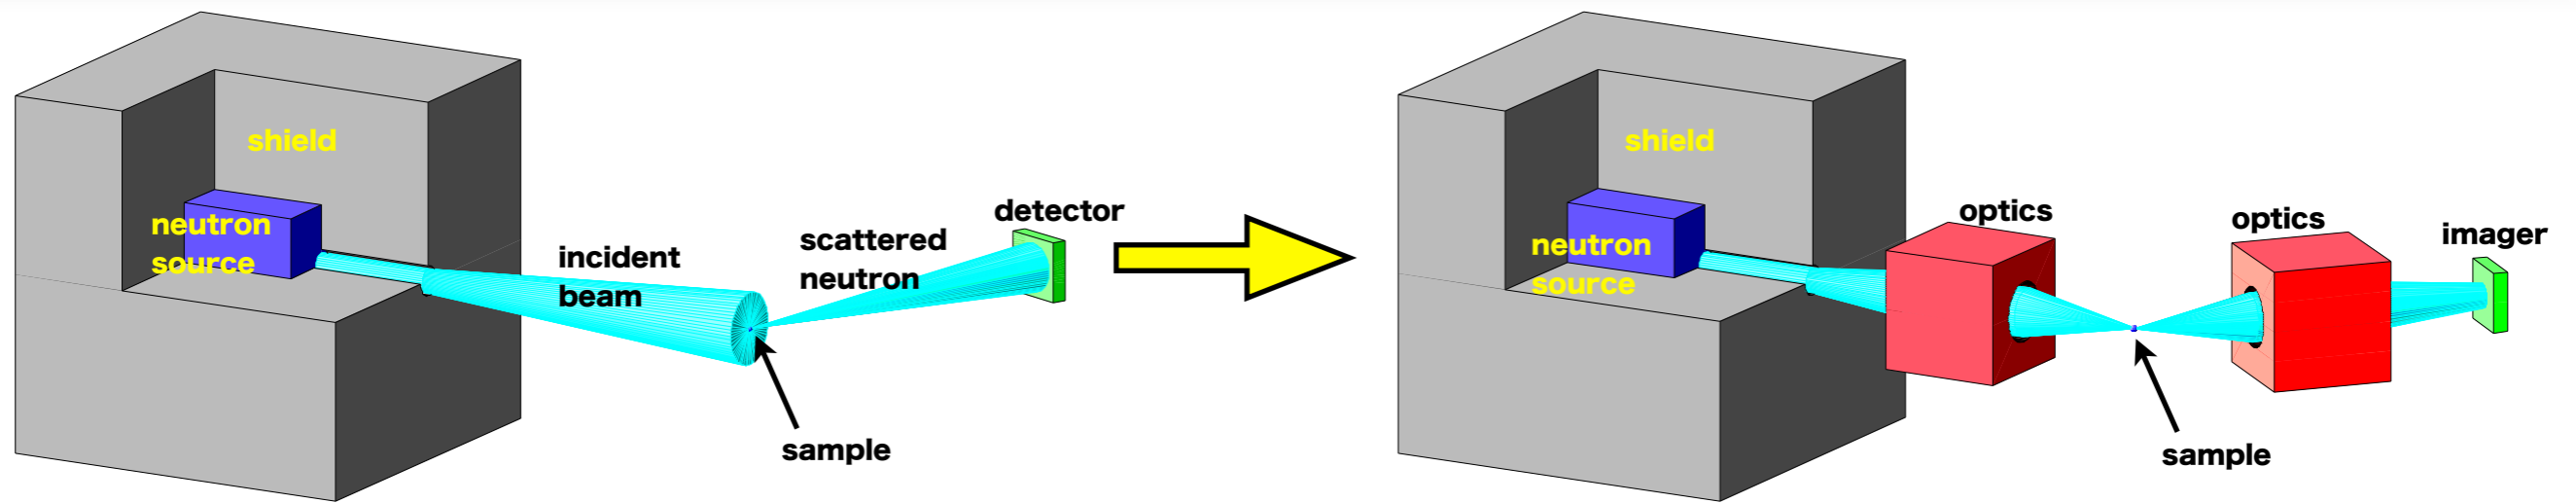 shield
neutron
source
incident
beam
scattered
neutron
detector
sample
shield
neutron
source
optics
optics
imager
sample